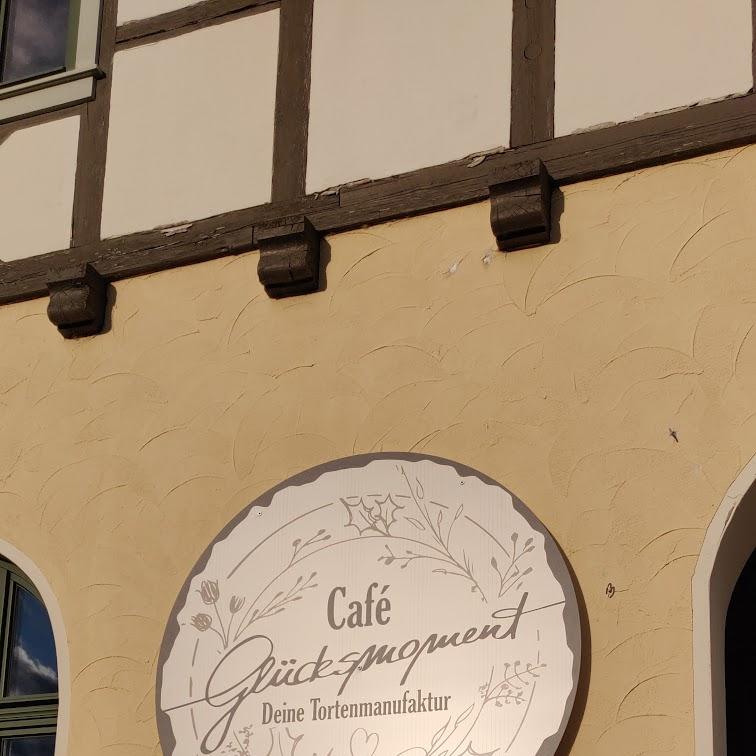 Café
Glücksmoment
Deine Tortenmanufaktur